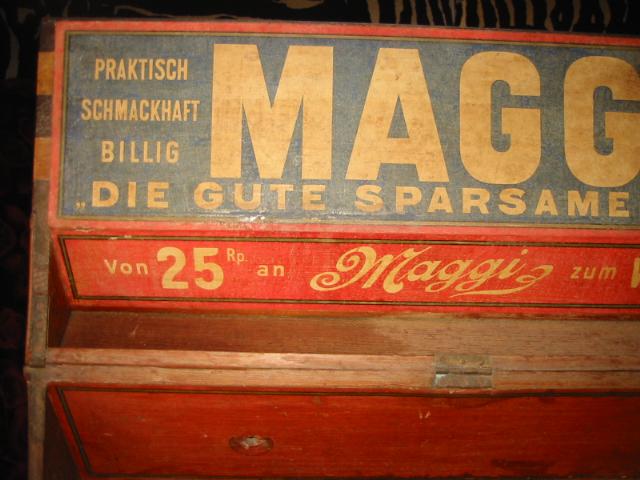 PRAKTISCH
SCHMACKHAFT
BILLIG
MAGG
„DIE GUTE SPARSAME
Von 25 Rp. an Maggi zum